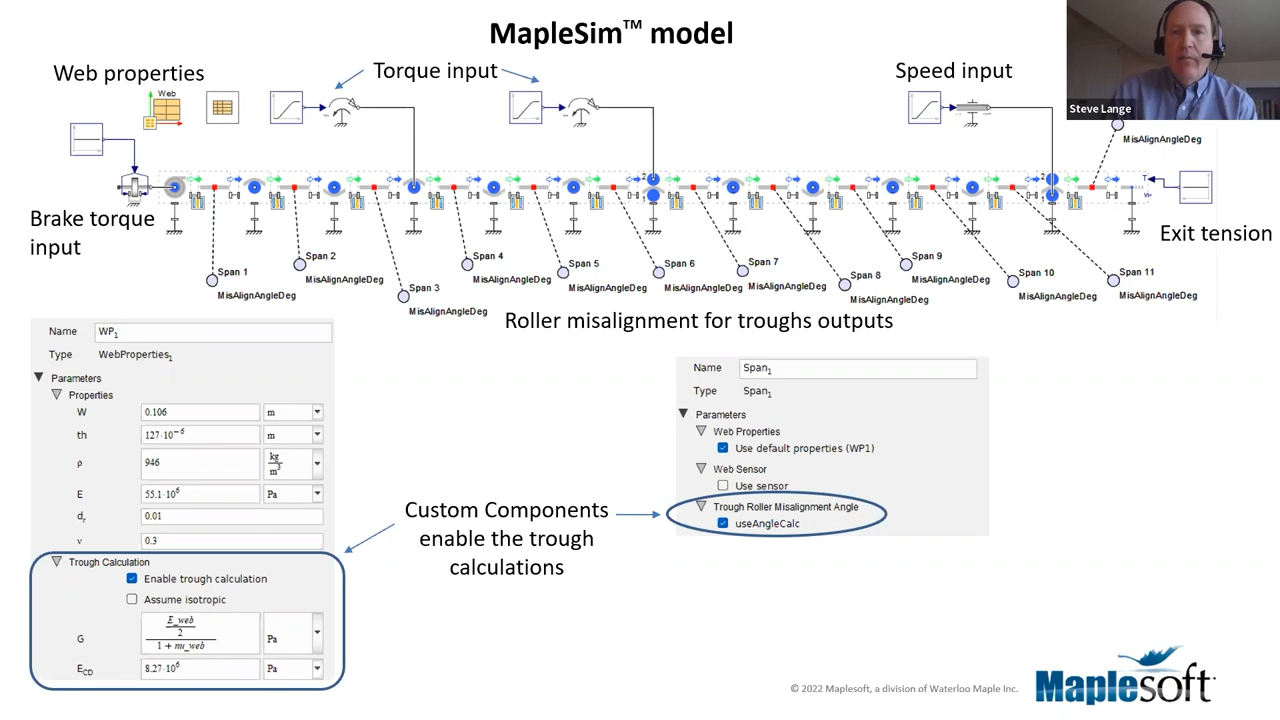 MapleSim™ model
Steve Lange
Web properties
Torque input
Speed input
Web
MisAlignAngleDeg
Brake torque
input
Exit tension
Span 1
MisAlignAngleDeg
Span 2
MisAlignAngleDeg
Span 3
MisAlignAngleDeg
Span 4
MisAlignAngleDeg
Span 5
MisAlignAngleDeg
Span 6
MisAlignAngleDeg
Span 7
MisAlignAngleDeg
Span 8
MisAlignAngleDeg
Span 9
MisAlignAngleDeg
Span 10
MisAlignAngleDeg
Span 11
MisAlignAngleDeg
Roller misalignment for troughs outputs
Name WP₁
Type WebProperties₁
Parameters
Properties
W 0.106 m
th 127·10⁻⁶ m
ρ 946 kg/m³
E 55.1·10⁶ Pa
dᵣ 0.01
ν 0.3
Trough Calculation
Enable trough calculation
Assume isotropic
G E_web/2/1 + nu_web Pa
E_CD 8.27·10⁶ Pa
Custom Components
enable the trough
calculations
Name Span₁
Type Span₁
Parameters
Web Properties
Use default properties (WP1)
Web Sensor
Use sensor
Trough Roller Misalignment Angle
useAngleCalc
© 2022 Maplesoft, a division of Waterloo Maple Inc.
Maplesoft